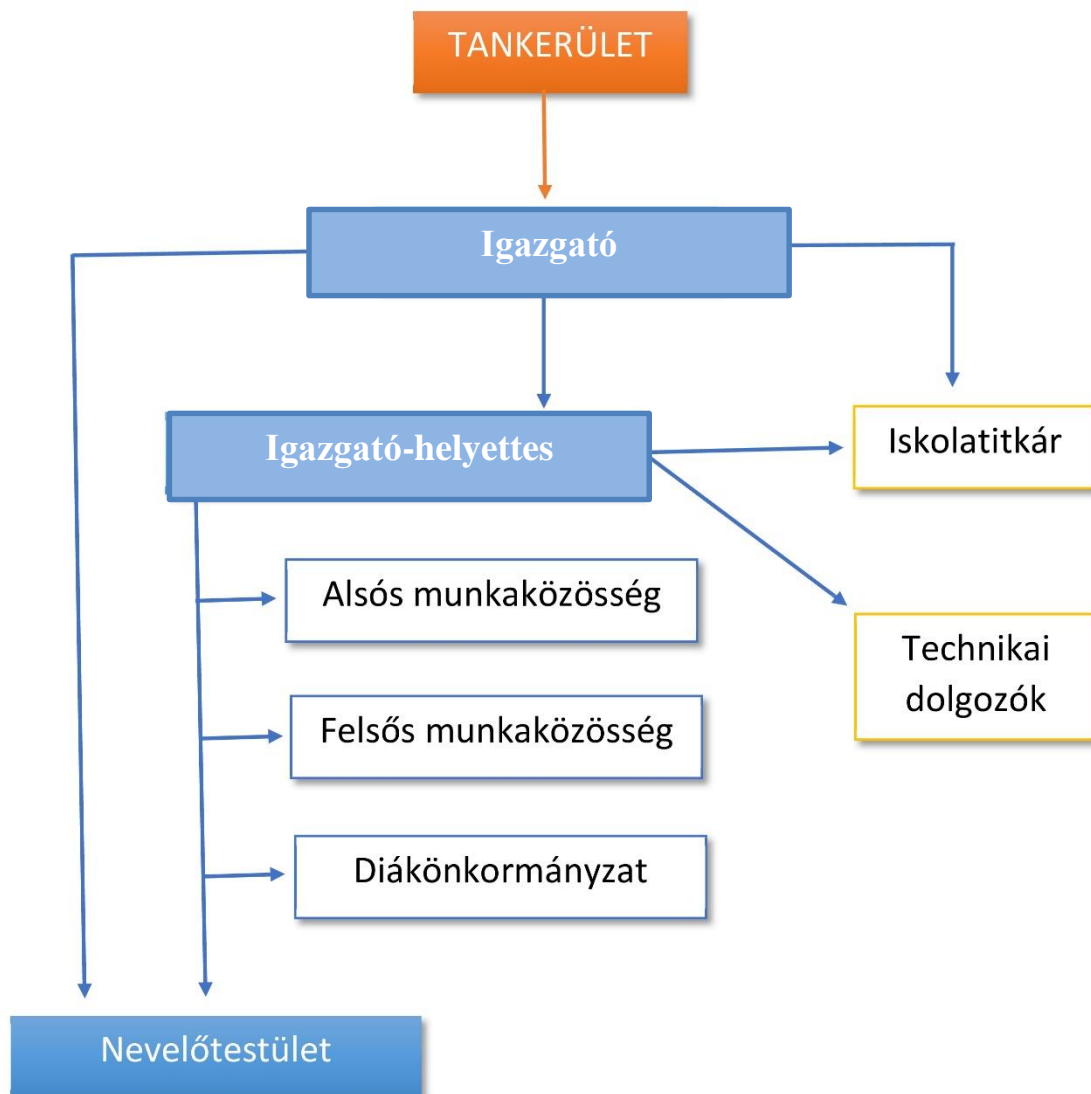 TANKERÜLET
Igazgató
Igazgató-helyettes
Iskolatitkár
Alsós munkaközösség
Technikai
dolgozók
Felsős munkaközösség
Diákönkormányzat
Nevelőtestület